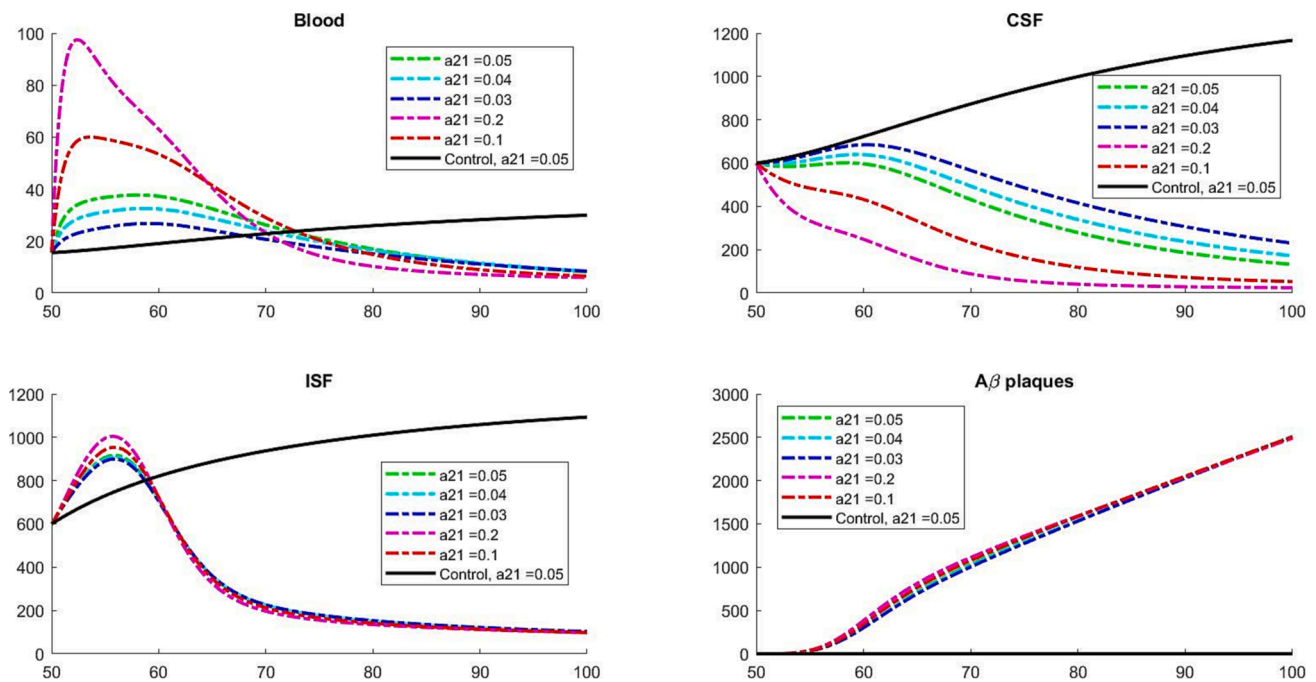 Blood
100
80
60
40
20
0
50
60
70
80
90
100
a21 =0.05
a21 =0.04
a21 =0.03
a21 =0.2
a21 =0.1
Control, a21 =0.05
CSF
1200
1000
800
600
400
200
0
50
60
70
80
90
100
a21 =0.05
a21 =0.04
a21 =0.03
a21 =0.2
a21 =0.1
Control, a21 =0.05
ISF
1200
1000
800
600
400
200
0
50
60
70
80
90
100
a21 =0.05
a21 =0.04
a21 =0.03
a21 =0.2
a21 =0.1
Control, a21 =0.05
Aβ plaques
3000
2500
2000
1500
1000
500
0
50
60
70
80
90
100
a21 =0.05
a21 =0.04
a21 =0.03
a21 =0.2
a21 =0.1
Control, a21 =0.05